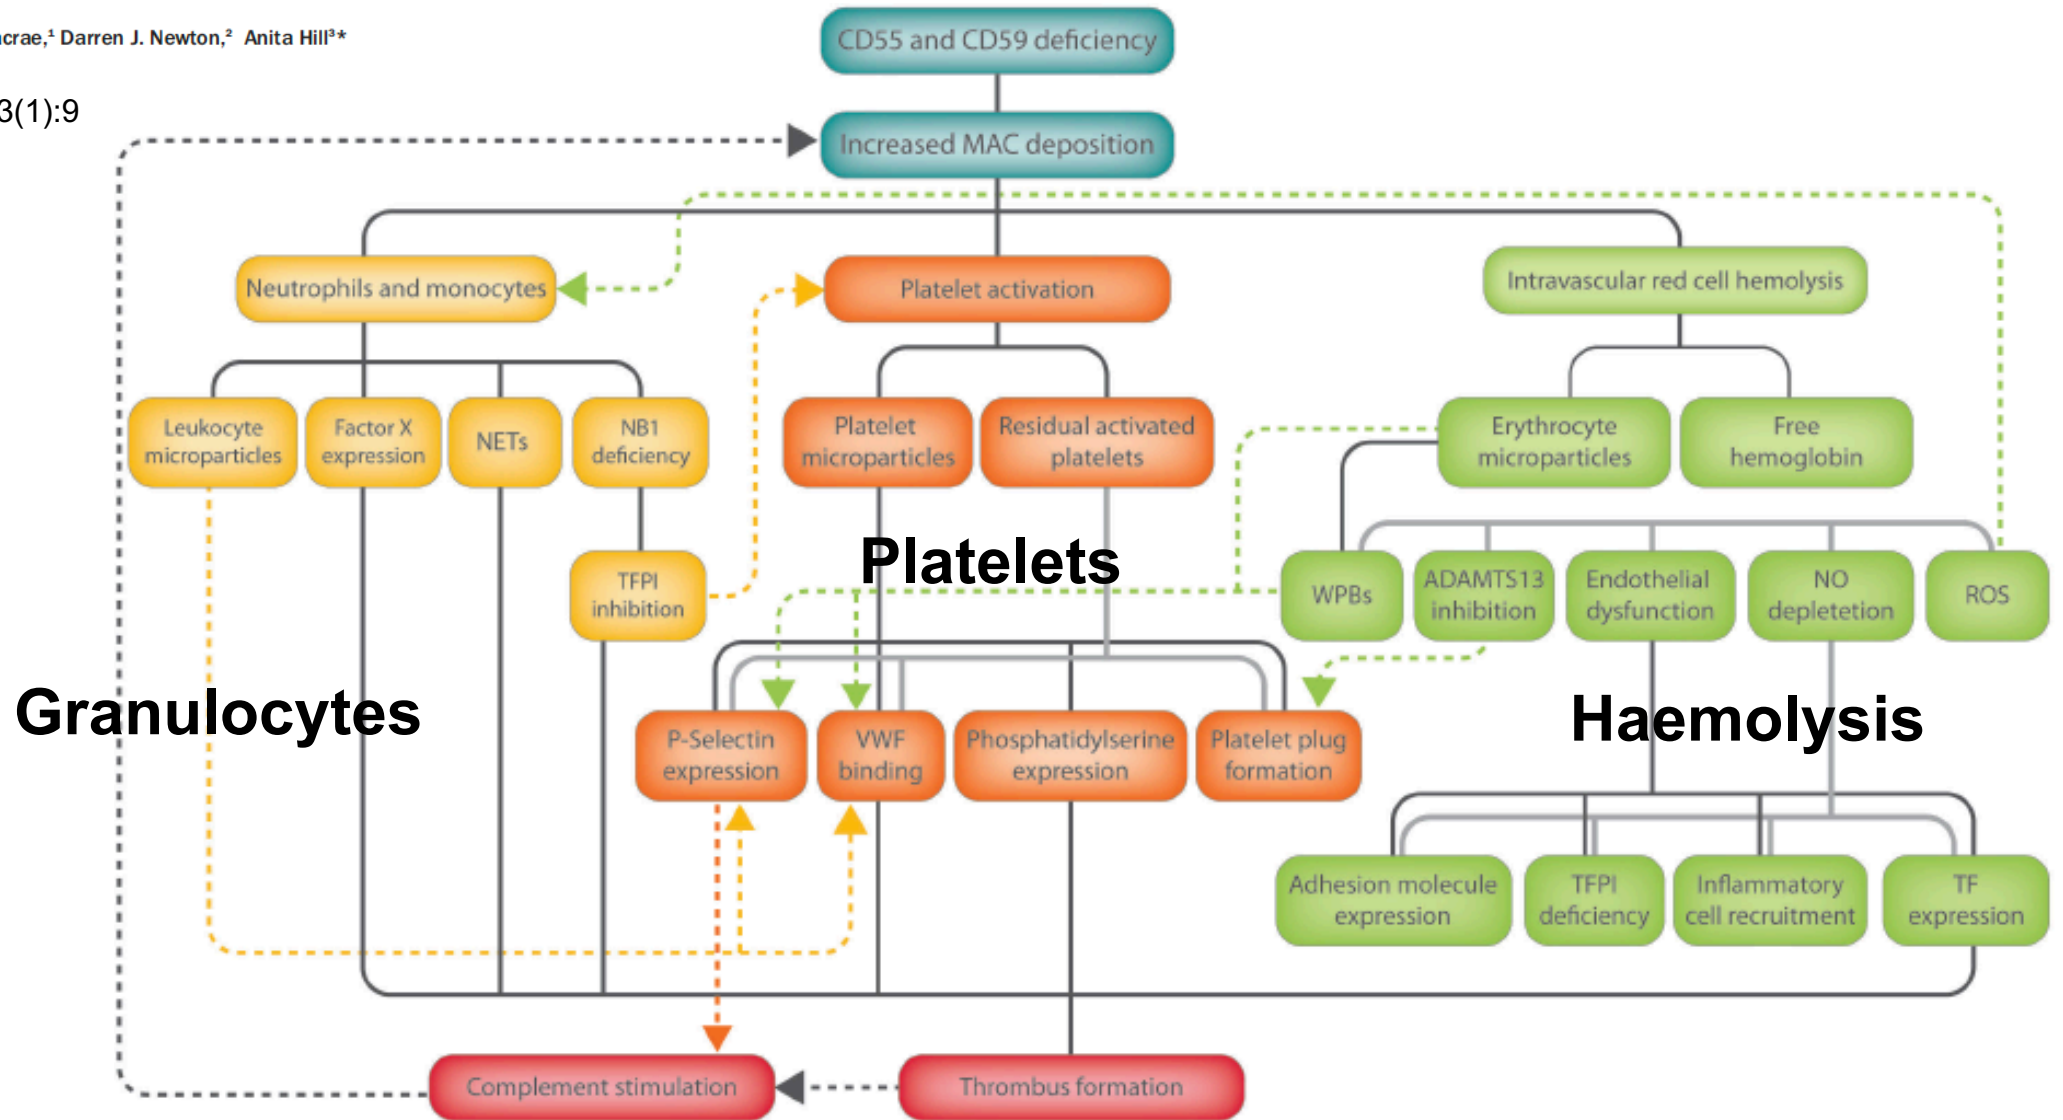 Darren J. Newton,² Anita Hill³*
3(1):9
CD55 and CD59 deficiency
Increased MAC deposition
Neutrophils and monocytes
Platelet activation
Intravascular red cell hemolysis
Leukocyte
microparticles
Factor X
expression
NETs
NB1
deficiency
Platelet
microparticles
Residual activated
platelets
Erythrocyte
microparticles
Free
hemoglobin
TFPI
inhibition
Platelets
WPBs
ADAMTS13
inhibition
Endothelial
dysfunction
NO
depletetion
ROS
Granulocytes
Haemolysis
P-Selectin
expression
VWF
binding
Phosphatidylserine
expression
Platelet plug
formation
Adhesion molecule
expression
TFPI
deficiency
Inflammatory
cell recruitment
TF
expression
Complement stimulation
Thrombus formation